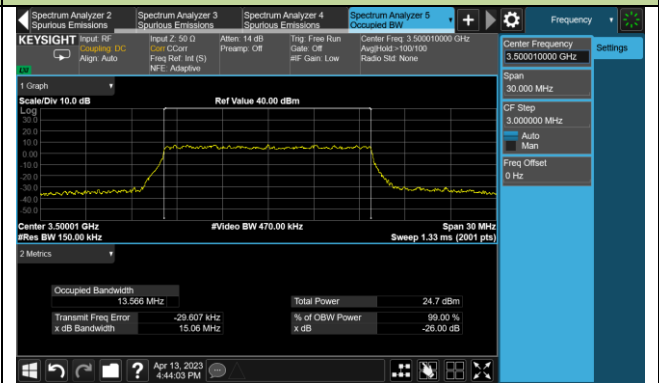 Spectrum Analyzer 2
Spurious Emissions
Spectrum Analyzer 3
Spurious Emissions
Spectrum Analyzer 4
Spurious Emissions
Spectrum Analyzer 5
Occupied BW
Frequency
KEYSIGHT
Input: RF
Coupling: DC
Align: Auto
Input Z: 50 Ω
Corr CCorr
Freq Ref: Int (S)
NFE: Adaptive
Atten: 14 dB
Preamp: Off
Trig: Free Run
Gate: Off
#IF Gain: Low
Center Freq: 3.500010000 GHz
Avg|Hold:>100/100
Radio Std: None
Center Frequency
3.500010000 GHz
Settings
Span
30.000 MHz
CF Step
3.000000 MHz
Auto
Man
Freq Offset
0 Hz
1 Graph
Scale/Div 10.0 dB
Ref Value 40.00 dBm
Log
30.0
20.0
10.0
0.00
-10.0
-20.0
-30.0
-40.0
-50.0
Center 3.50001 GHz
#Video BW 470.00 kHz
Span 30 MHz
#Res BW 150.00 kHz
Sweep 1.33 ms (2001 pts)
2 Metrics
Occupied Bandwidth
13.566 MHz
Total Power
24.7 dBm
Transmit Freq Error
-29.607 kHz
% of OBW Power
99.00 %
x dB Bandwidth
15.06 MHz
x dB
-26.00 dB
Apr 13, 2023
4:44:03 PM